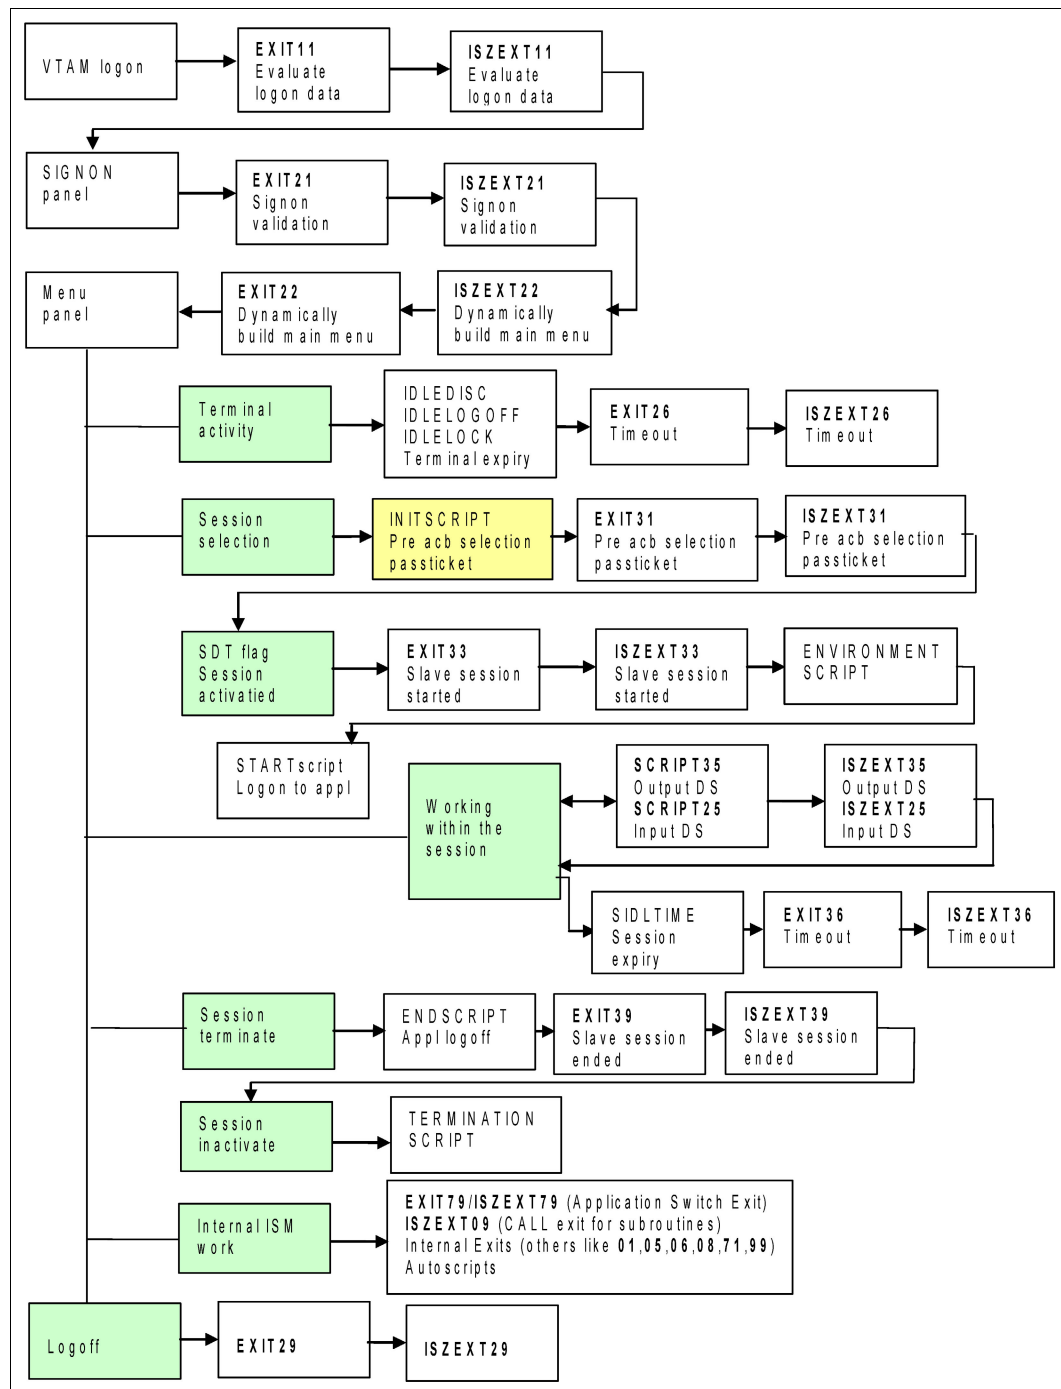 VTAM logon
EXIT11
Evaluate
logon data
ISZEXT11
Evaluate
logon data
SIGNON
panel
EXIT21
Signon
validation
ISZEXT21
Signon
validation
Menu
panel
EXIT22
Dynamically
build main menu
ISZEXT22
Dynamically
build main menu
Terminal
activity
IDLEDISC
IDLELOGOFF
IDLELOCK
Terminal expiry
EXIT26
Timeout
ISZEXT26
Timeout
Session
selection
INITSCRIPT
Pre acb selection
passticket
EXIT31
Pre acb selection
passticket
ISZEXT31
Pre acb selection
passticket
SDT flag
Session
activatied
EXIT33
Slave session
started
ISZEXT33
Slave session
started
ENVIRONMENT
SCRIPT
STARTscript
Logon to appl
Working
within the
session
SCRIPT35
Output DS
SCRIPT25
Input DS
ISZEXT35
Output DS
ISZEXT25
Input DS
SIDLTIME
Session
expiry
EXIT36
Timeout
ISZEXT36
Timeout
Session
terminate
ENDSCRIPT
Appl logoff
EXIT39
Slave session
ended
ISZEXT39
Slave session
ended
Session
inactivate
TERMINATION
SCRIPT
Internal ISM
work
EXIT79/ISZEXT79 (Application Switch Exit)
ISZEXT09 (CALL exit for subroutines)
Internal Exits (others like 01,05,06,08,71,99)
Autoscripts
Logoff
EXIT29
ISZEXT29